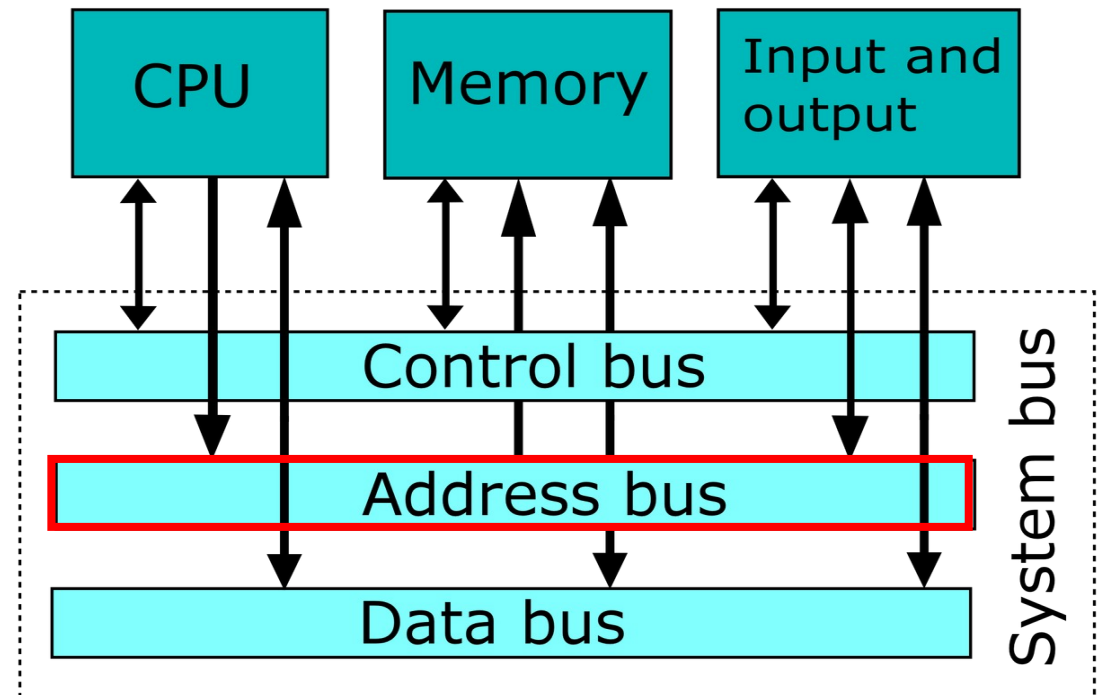 CPU
Memory
Input and
output
Control bus
Address bus
Data bus
System bus